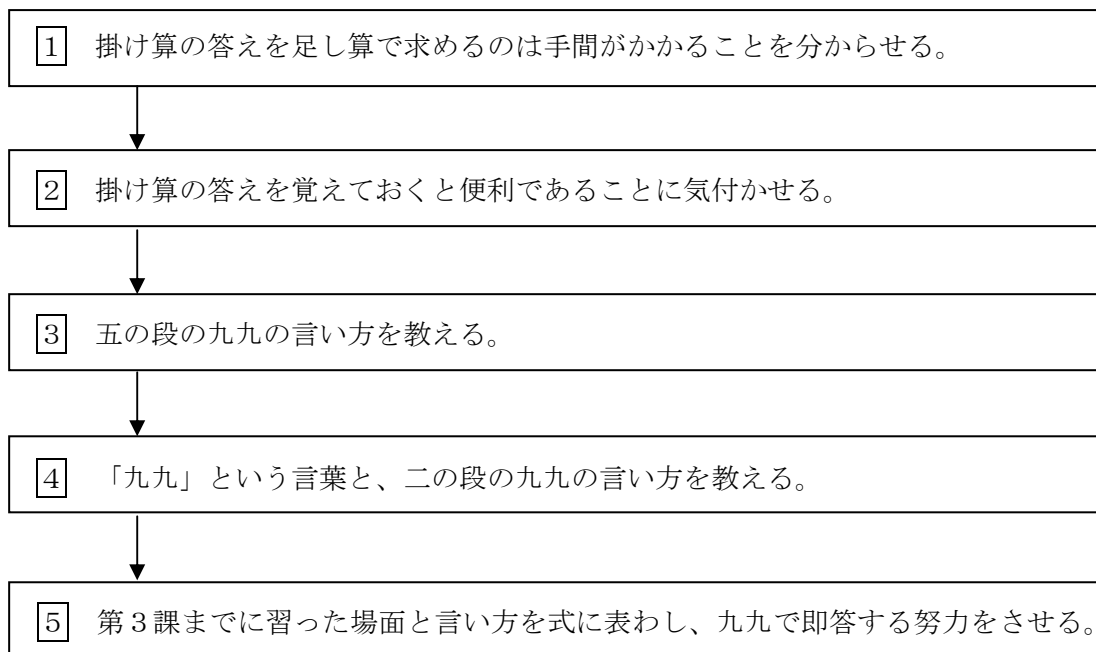 1 掛け算の答えを足し算で求めるのは手間がかかることを分からせる。
2 掛け算の答えを覚えておくと便利であることに気付かせる。
3 五の段の九九の言い方を教える。
4 「九九」という言葉と、二の段の九九の言い方を教える。
5 第３課までに習った場面と言い方を式に表わし、九九で即答する努力をさせる。